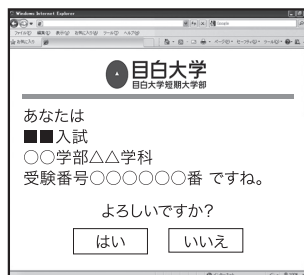 Windows Internet Explorer
Google
目白大学
目白大学短期大学部
あなたは
■■入試
○○学部△△学科
受験番号○○○○○○番 ですね。
よろしいですか?
はい
いいえ